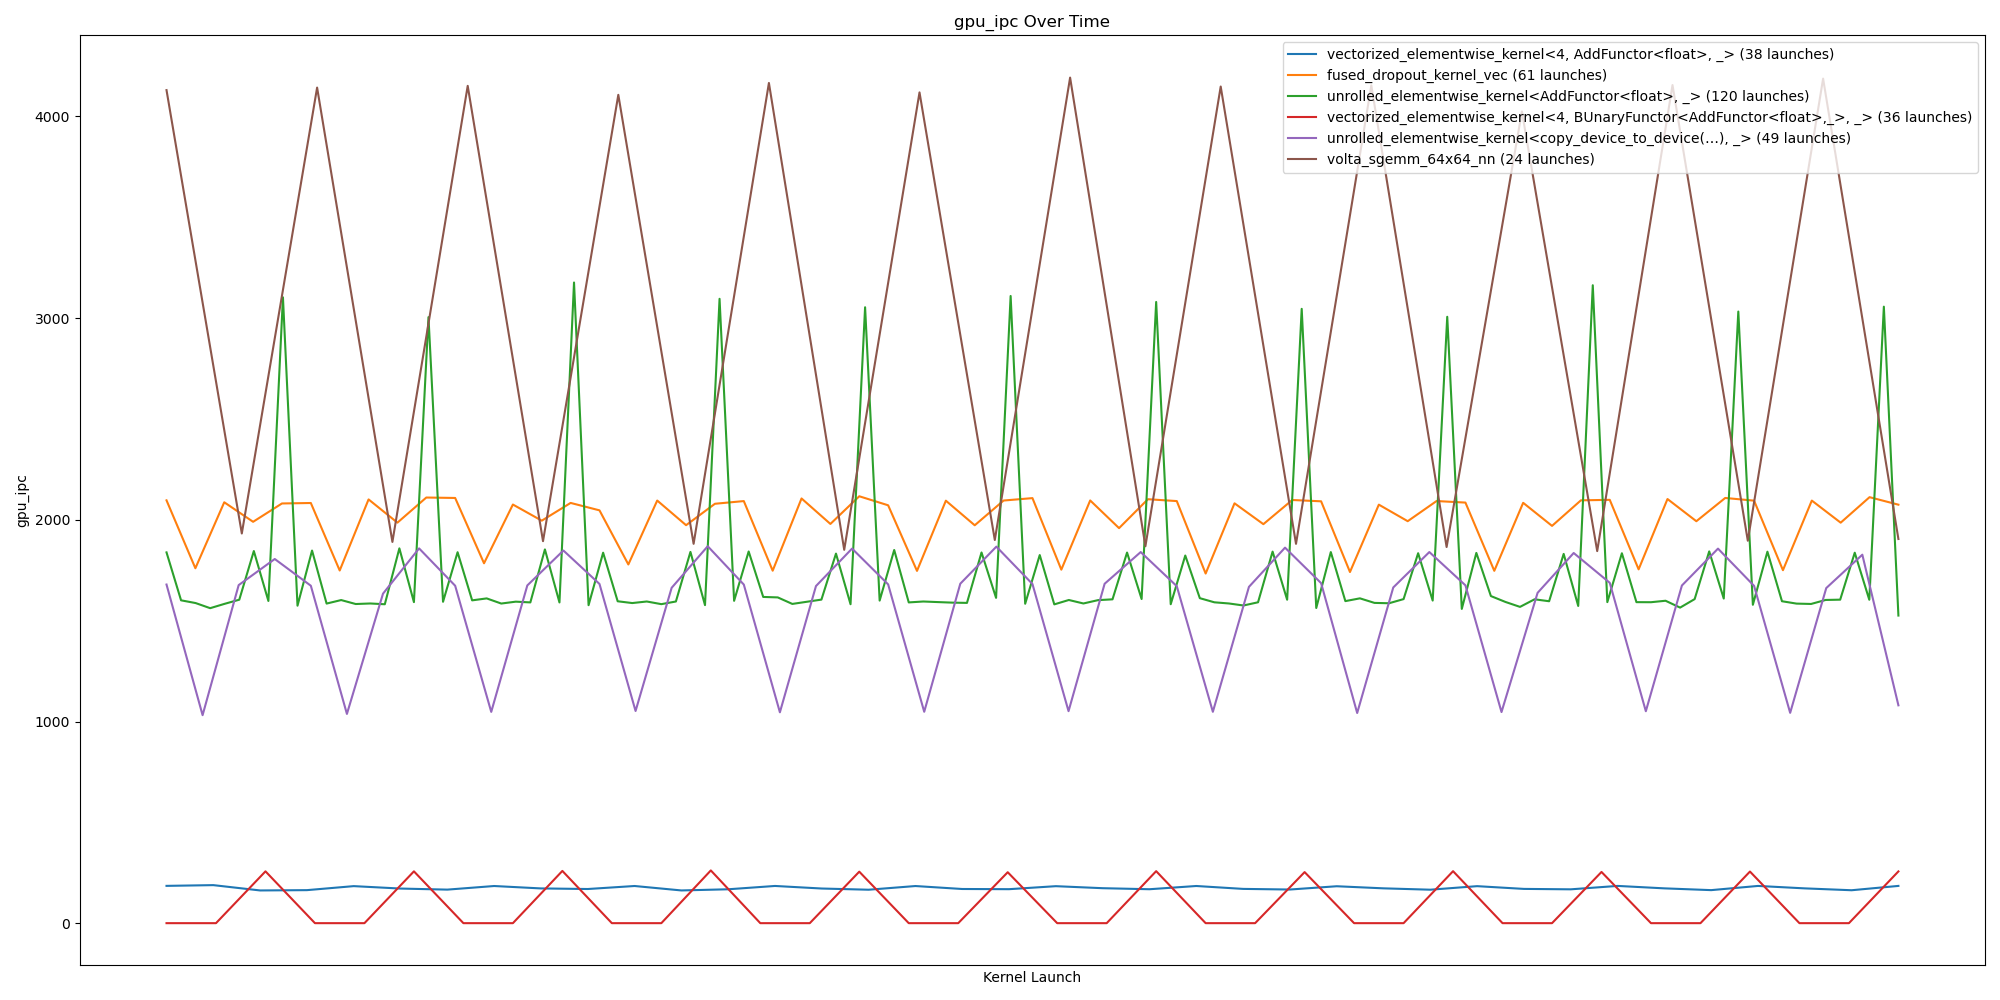 gpu_ipc Over Time
vectorized_elementwise_kernel<4, AddFunctor<float>, _> (38 launches)
fused_dropout_kernel_vec (61 launches)
unrolled_elementwise_kernel<AddFunctor<float>, _> (120 launches)
vectorized_elementwise_kernel<4, BUnaryFunctor<AddFunctor<float>,_>, _> (36 launches)
unrolled_elementwise_kernel<copy_device_to_device(...), _> (49 launches)
volta_sgemm_64x64_nn (24 launches)
4000
3000
2000
1000
0
gpu_ipc
Kernel Launch